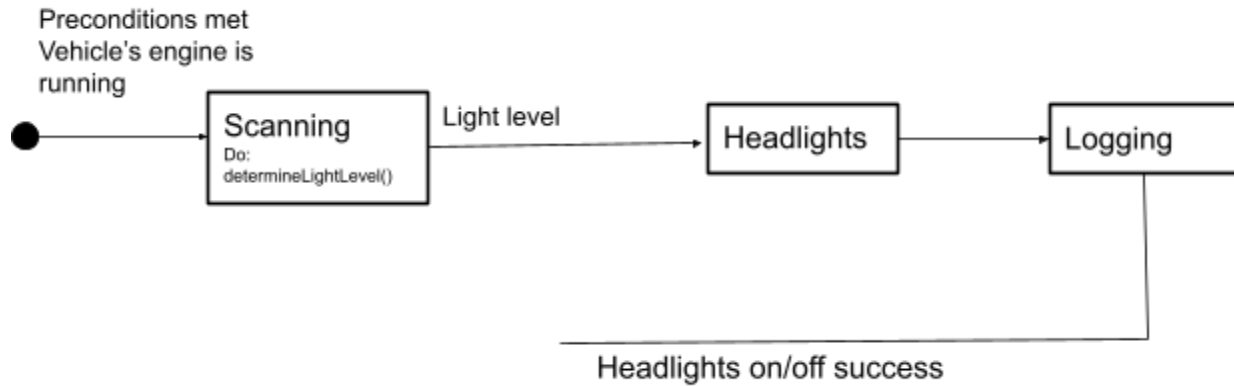 Preconditions met
Vehicle's engine is
running
Scanning
Do:
determineLightLevel()
Light level
Headlights
Logging
Headlights on/off success